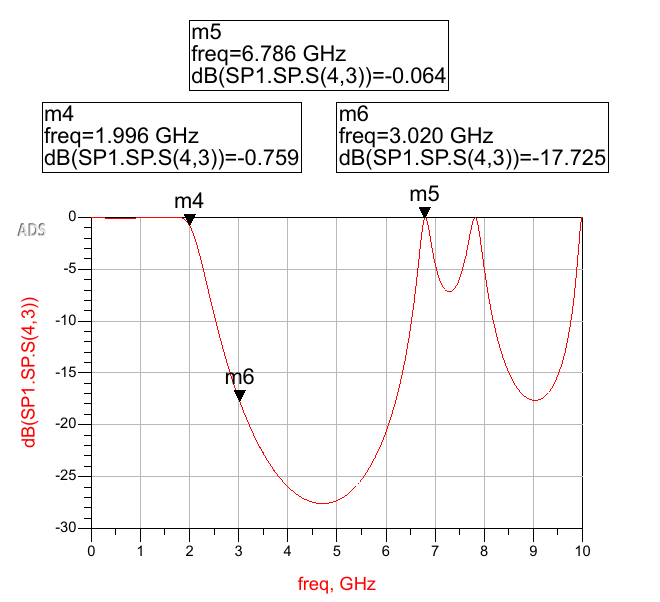 m5
freq=6.786 GHz
dB(SP1.SP.S(4,3))=-0.064
m4
freq=1.996 GHz
dB(SP1.SP.S(4,3))=-0.759
m6
freq=3.020 GHz
dB(SP1.SP.S(4,3))=-17.725
m4
m5
m6
ADS
0
-5
-10
-15
-20
-25
-30
dB(SP1.SP.S(4,3))
0 1 2 3 4 5 6 7 8 9 10
freq, GHz